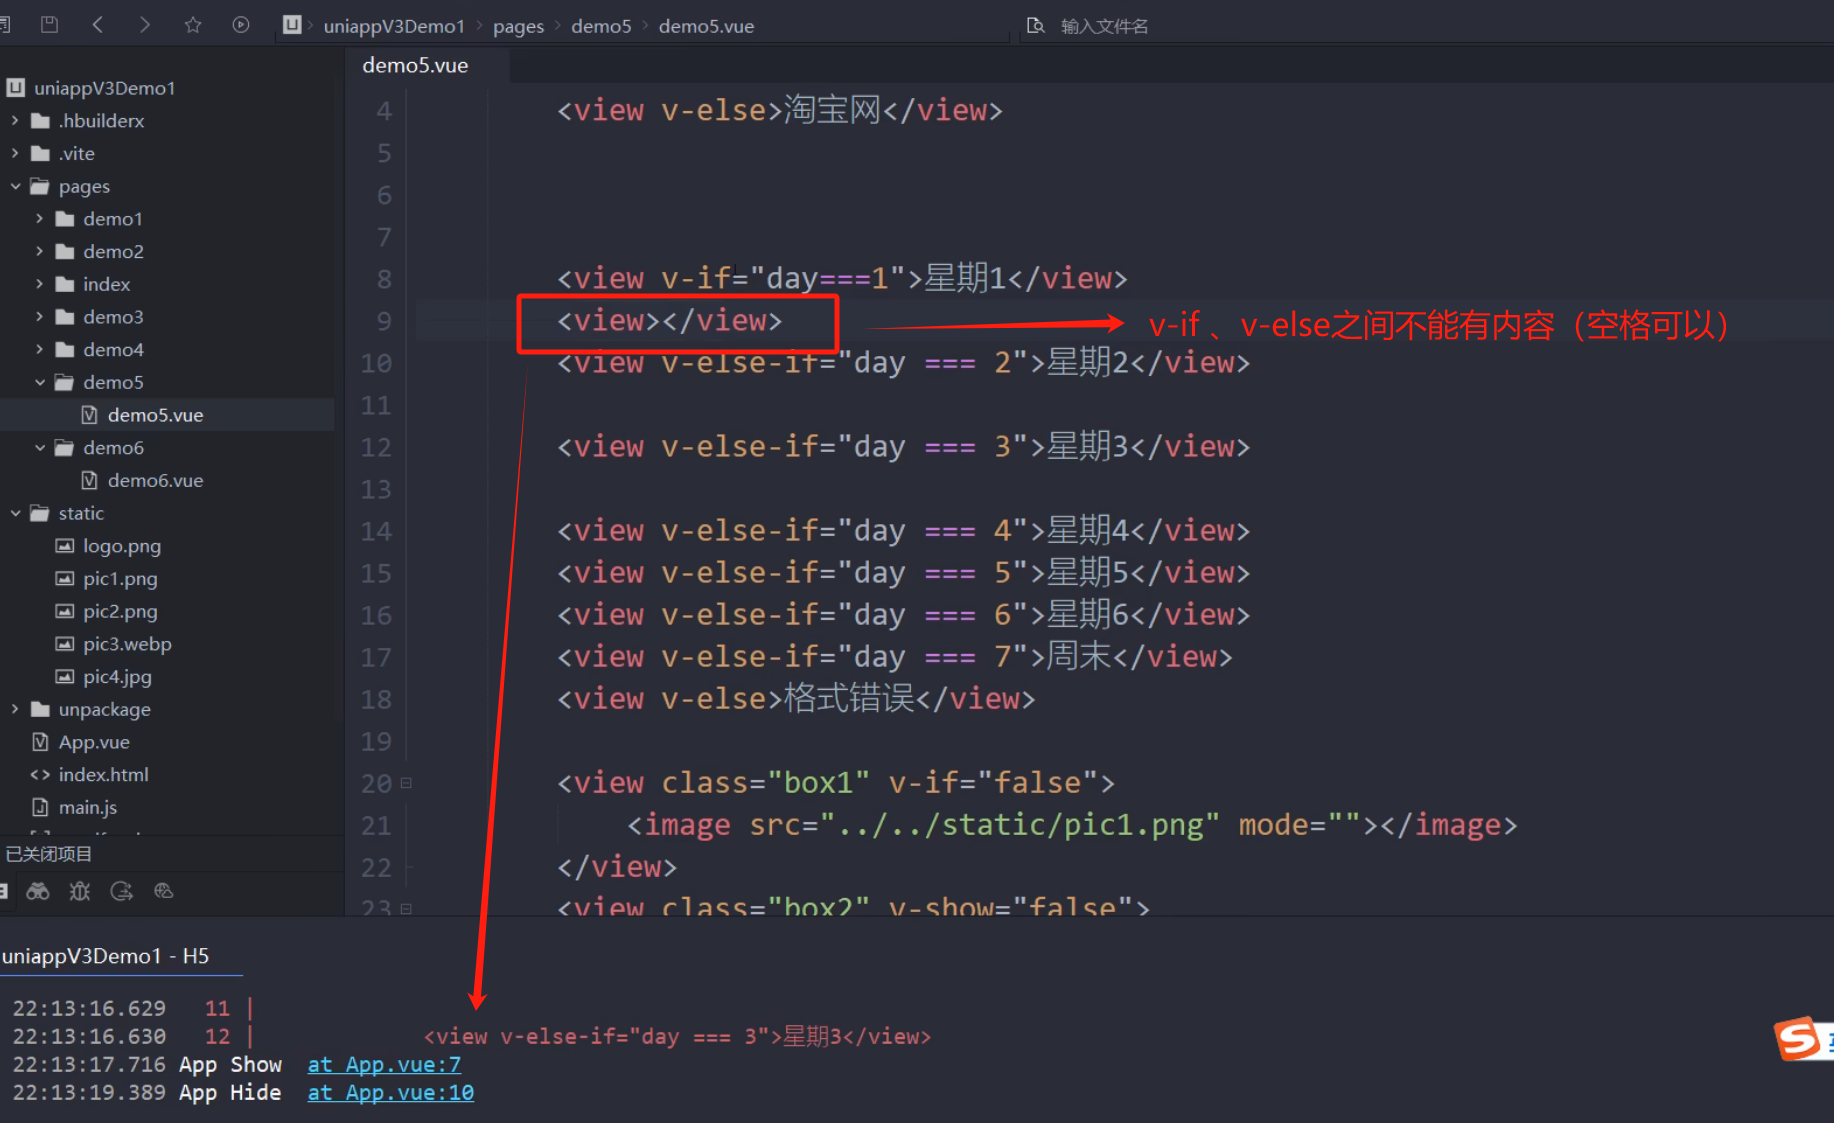 uniappV3Demo1 > pages > demo5 > demo5.vue
输入文件名
uniappV3Demo1
.hbuilderx
.vite
pages
demo1
demo2
index
demo3
demo4
demo5
demo5.vue
demo6
demo6.vue
static
logo.png
pic1.png
pic2.png
pic3.webp
pic4.jpg
unpackage
App.vue
index.html
main.js
已关闭项目
demo5.vue
4 <view v-else>淘宝网</view>
5
6
7
8 <view v-if="day===1">星期1</view>
9 <view></view>
v-if 、v-else之间不能有内容（空格可以）
10 <view v-else-if="day === 2">星期2</view>
11
12 <view v-else-if="day === 3">星期3</view>
13
14 <view v-else-if="day === 4">星期4</view>
15 <view v-else-if="day === 5">星期5</view>
16 <view v-else-if="day === 6">星期6</view>
17 <view v-else-if="day === 7">周末</view>
18 <view v-else>格式错误</view>
19
20 <view class="box1" v-if="false">
21 <image src="../../static/pic1.png" mode=""></image>
22 </view>
23 <view class="box2" v-show="false">
uniappV3Demo1 - H5
22:13:16.629 11 |
22:13:16.630 12 | <view v-else-if="day === 3">星期3</view>
22:13:17.716 App Show at App.vue:7
22:13:19.389 App Hide at App.vue:10